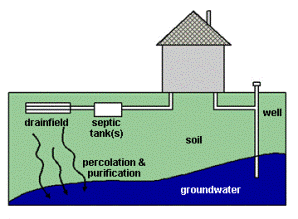 well
drainfield
septic
tank(s)
soil
percolation &
purification
groundwater